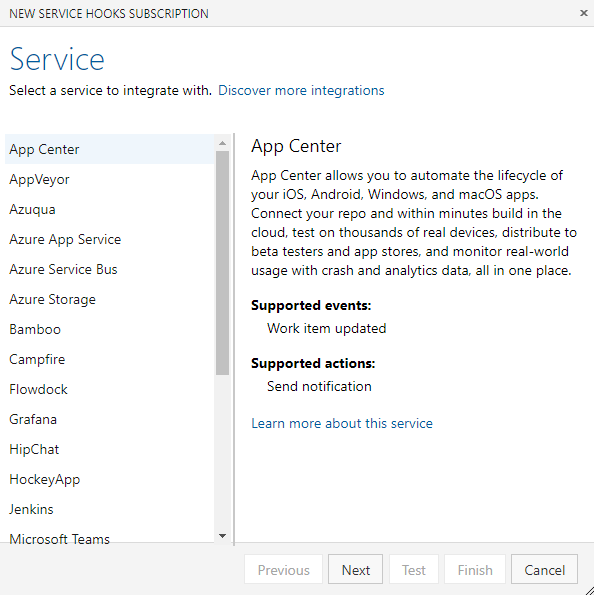 NEW SERVICE HOOKS SUBSCRIPTION
Service
Select a service to integrate with. Discover more integrations
App Center
AppVeyor
Azuqua
Azure App Service
Azure Service Bus
Azure Storage
Bamboo
Campfire
Flowdock
Grafana
HipChat
HockeyApp
Jenkins
Microsoft Teams
App Center
App Center allows you to automate the lifecycle of
your iOS, Android, Windows, and macOS apps.
Connect your repo and within minutes build in the
cloud, test on thousands of real devices, distribute to
beta testers and app stores, and monitor real-world
usage with crash and analytics data, all in one place.
Supported events:
Work item updated
Supported actions:
Send notification
Learn more about this service
Previous Next Test Finish Cancel